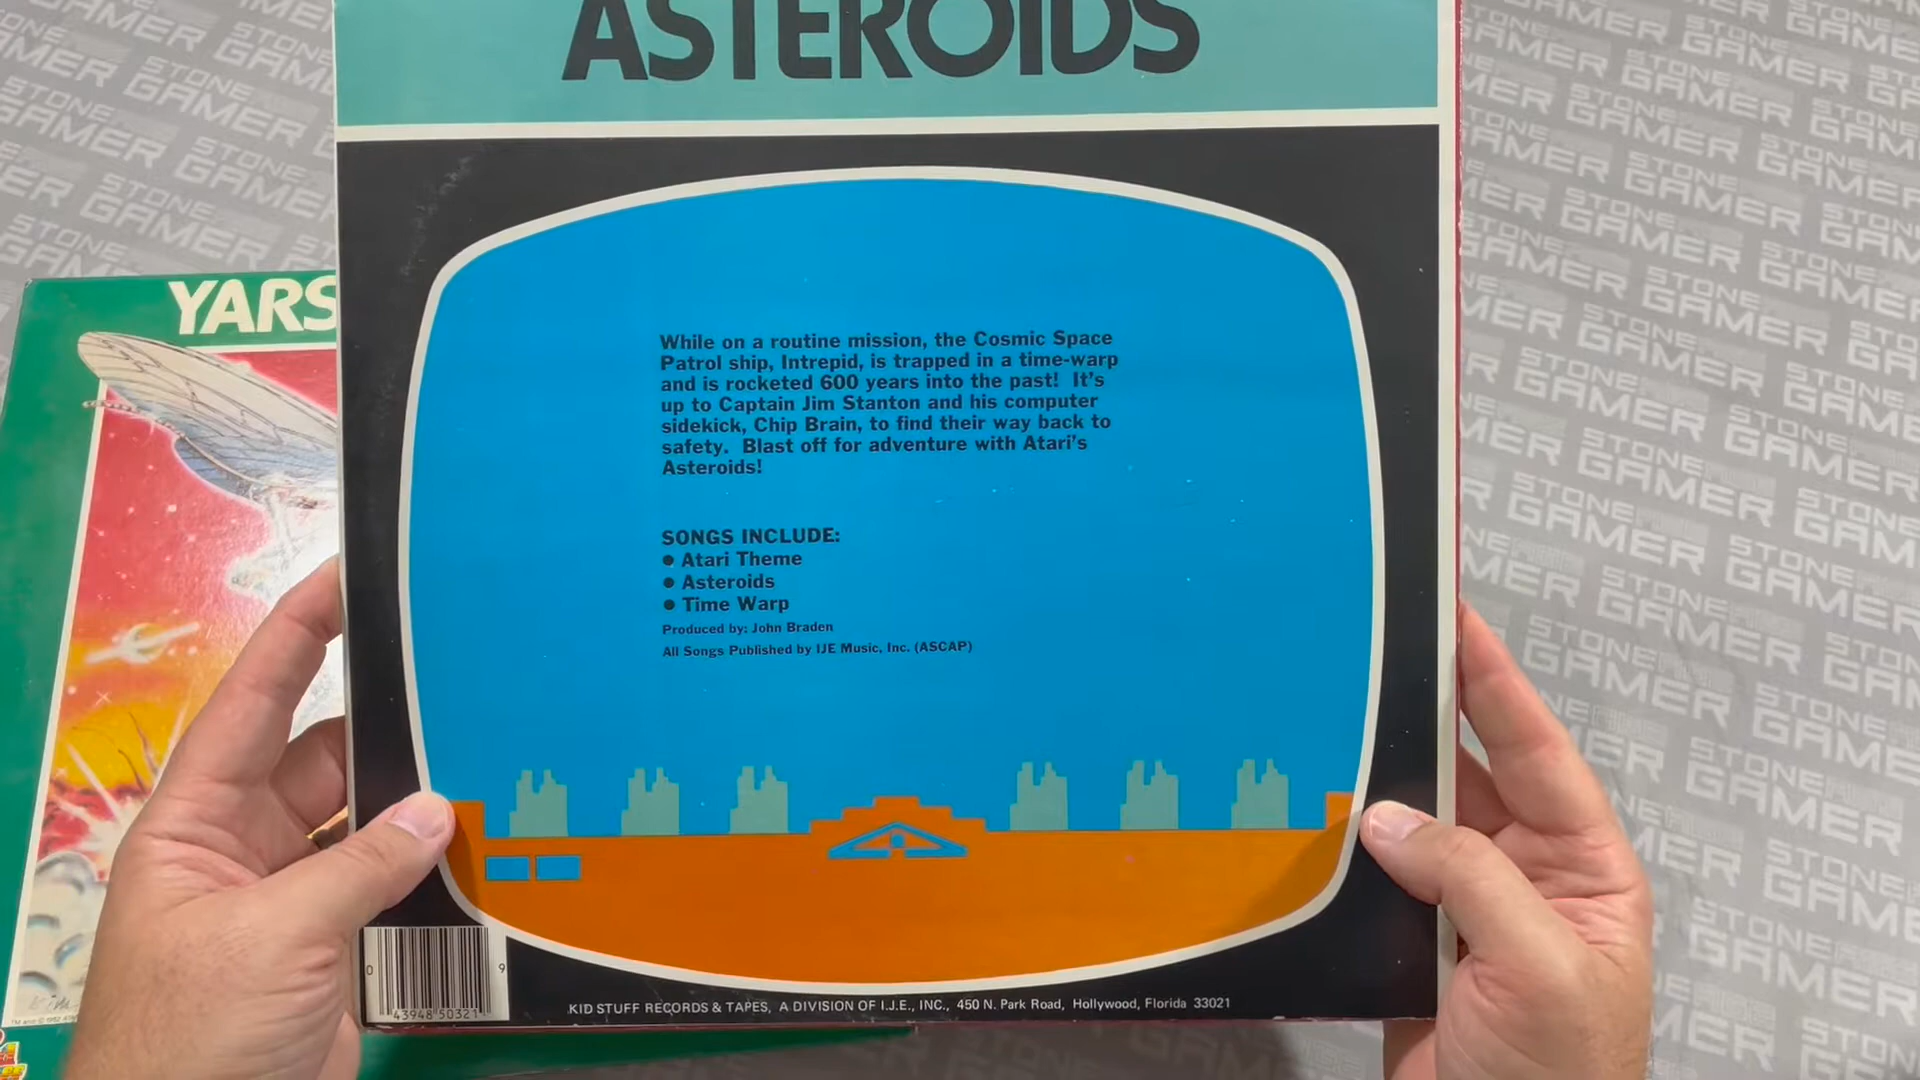 ASTEROIDS
YARS
While on a routine mission, the Cosmic Space
Patrol ship, Intrepid, is trapped in a time-warp
and is rocketed 600 years into the past! It's
up to Captain Jim Stanton and his computer
sidekick, Chip Brain, to find their way back to
safety. Blast off for adventure with Atari's
Asteroids!
SONGS INCLUDE:
● Atari Theme
● Asteroids
● Time Warp
Produced by: John Braden
All Songs Published by IJE Music, Inc. (ASCAP)
0 43948 50321 9
KID STUFF RECORDS & TAPES, A DIVISION OF I.J.E., INC., 450 N. Park Road, Hollywood, Florida 33021
STONE
GAMER